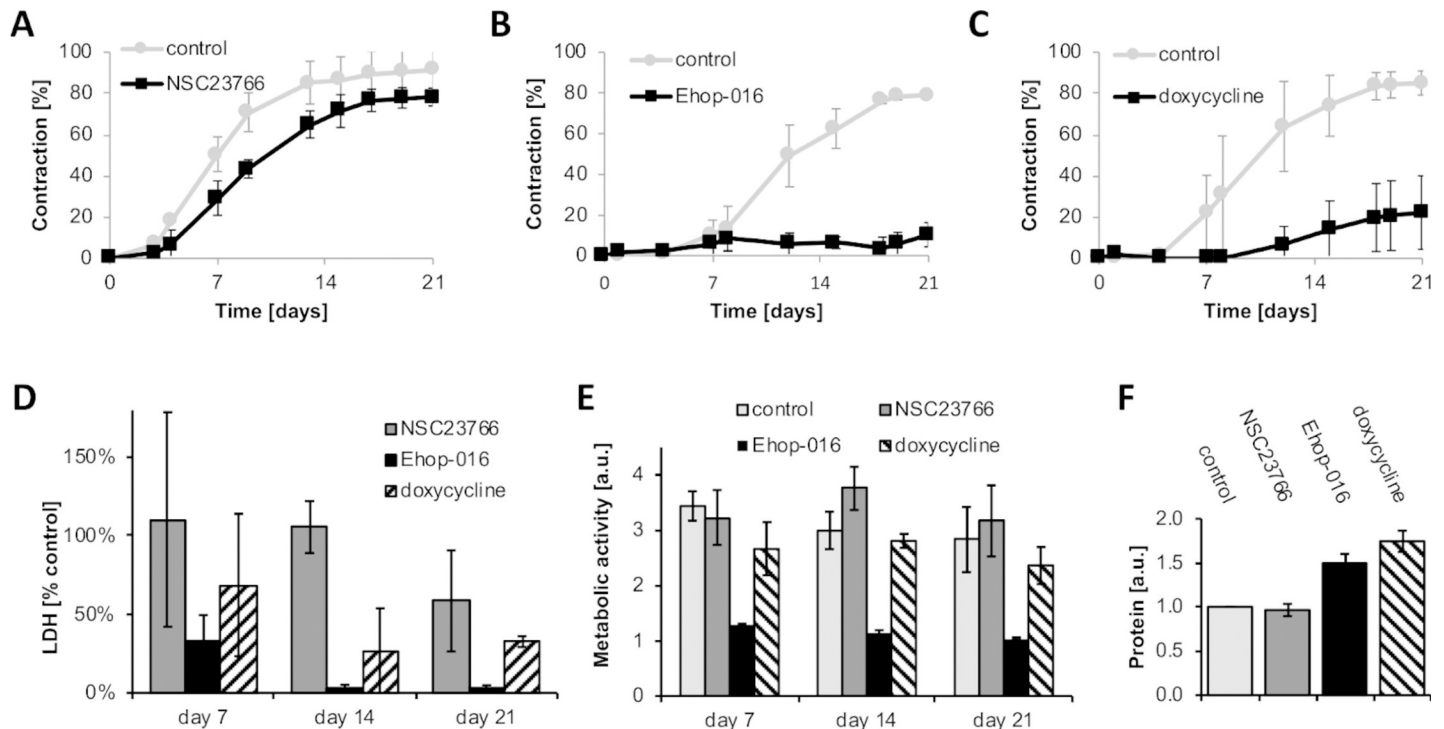 A
control
NSC23766
Contraction [%]
100
80
60
40
20
0
0 7 14 21
Time [days]
B
control
Ehop-016
Contraction [%]
100
80
60
40
20
0
0 7 14 21
Time [days]
C
control
doxycycline
Contraction [%]
100
80
60
40
20
0
0 7 14 21
Time [days]
D
NSC23766
Ehop-016
doxycycline
LDH [% control]
150%
100%
50%
0%
day 7 day 14 day 21
E
control NSC23766
Ehop-016 doxycycline
Metabolic activity [a.u.]
4
3
2
1
0
day 7 day 14 day 21
F
control
NSC23766
Ehop-016
doxycycline
Protein [a.u.]
2.0
1.5
1.0
0.5
0.0